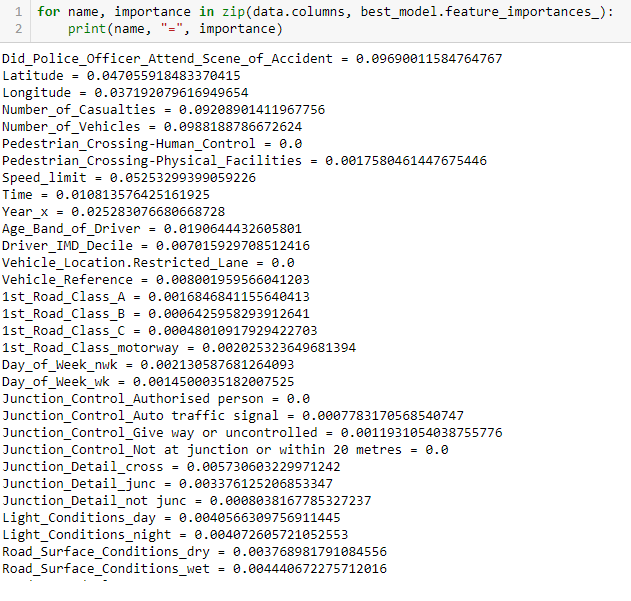 1 for name, importance in zip(data.columns, best_model.feature_importances_):
2 print(name, "=", importance)
Did_Police_Officer_Attend_Scene_of_Accident = 0.09690011584764767
Latitude = 0.047055918483370415
Longitude = 0.037192079616949654
Number_of_Casualties = 0.09208901411967756
Number_of_Vehicles = 0.0988188786672624
Pedestrian_Crossing-Human_Control = 0.0
Pedestrian_Crossing-Physical_Facilities = 0.0017580461447675446
Speed_limit = 0.05253299399059226
Time = 0.010813576425161925
Year_x = 0.025283076680668728
Age_Band_of_Driver = 0.0190644432605801
Driver_IMD_Decile = 0.007015929708512416
Vehicle_Location.Restricted_Lane = 0.0
Vehicle_Reference = 0.008001959566041203
1st_Road_Class_A = 0.0016846841155640413
1st_Road_Class_B = 0.0006425958293912641
1st_Road_Class_C = 0.00048010917929422703
1st_Road_Class_motorway = 0.002025323649681394
Day_of_Week_nwk = 0.002130587681264093
Day_of_Week_wk = 0.0014500035182007525
Junction_Control_Authorised person = 0.0
Junction_Control_Auto traffic signal = 0.0007783170568540747
Junction_Control_Give way or uncontrolled = 0.0011931054038755776
Junction_Control_Not at junction or within 20 metres = 0.0
Junction_Detail_cross = 0.005730603229971242
Junction_Detail_junc = 0.003376125206853347
Junction_Detail_not junc = 0.0008038167785327237
Light_Conditions_day = 0.0040566309756911445
Light_Conditions_night = 0.004072605721052553
Road_Surface_Conditions_dry = 0.003768981791084556
Road_Surface_Conditions_wet = 0.004440672275712016